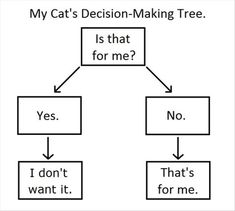 My Cat's Decision-Making Tree.
Is that
for me?
Yes.
No.
I don't
want it.
That's
for me.